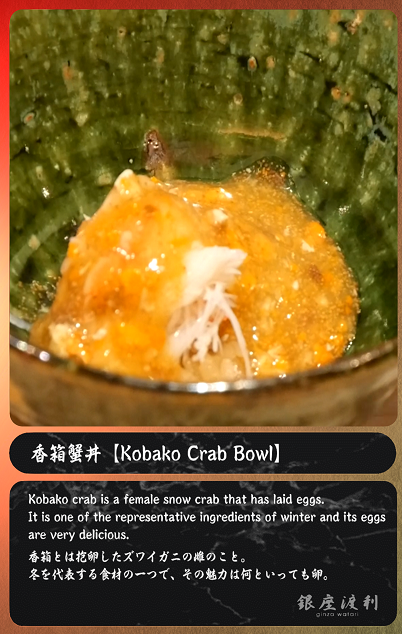 香箱蟹丼【Kobako Crab Bowl】
Kobako crab is a female snow crab that has laid eggs.
It is one of the representative ingredients of winter and its eggs
are very delicious.
香箱とは抱卵したズワイガニの雌のこと。
冬を代表する食材の一つで、その魅力は何といっても卵。
銀座渡利
ginza watari